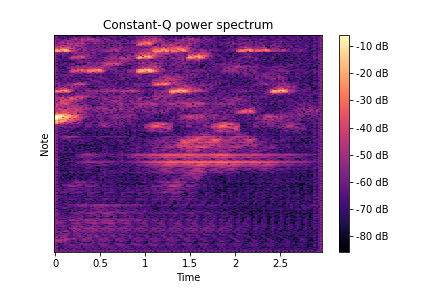 Constant-Q power spectrum
Note
0
0.5
1
1.5
2
2.5
Time
-10 dB
-20 dB
-30 dB
-40 dB
-50 dB
-60 dB
-70 dB
-80 dB